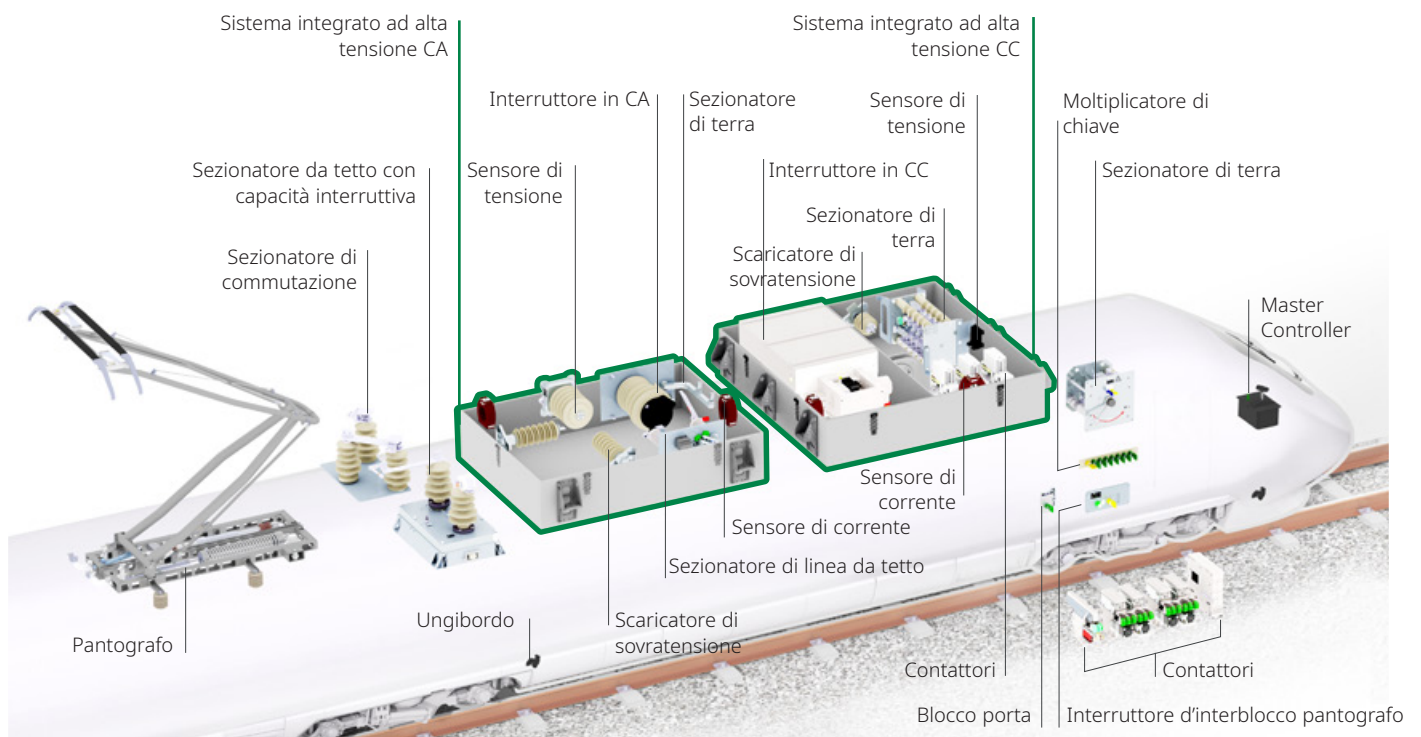 Sistema integrato ad alta
tensione CA
Sistema integrato ad alta
tensione CC
Interruttore in CA
Sezionatore
di terra
Sensore di
tensione
Moltiplicatore di
chiave
Sezionatore da tetto con
capacità interruttiva
Sensore di
tensione
Interruttore in CC
Sezionatore di terra
Sezionatore di
terra
Sezionatore di
commutazione
Scaricatore di
sovratensione
Master
Controller
Sensore di
corrente
Sensore di corrente
Sezionatore di linea da tetto
Pantografo
Ungibordo
Scaricatore di
sovratensione
Contattori
Contattori
Blocco porta
Interruttore d’interblocco pantografo